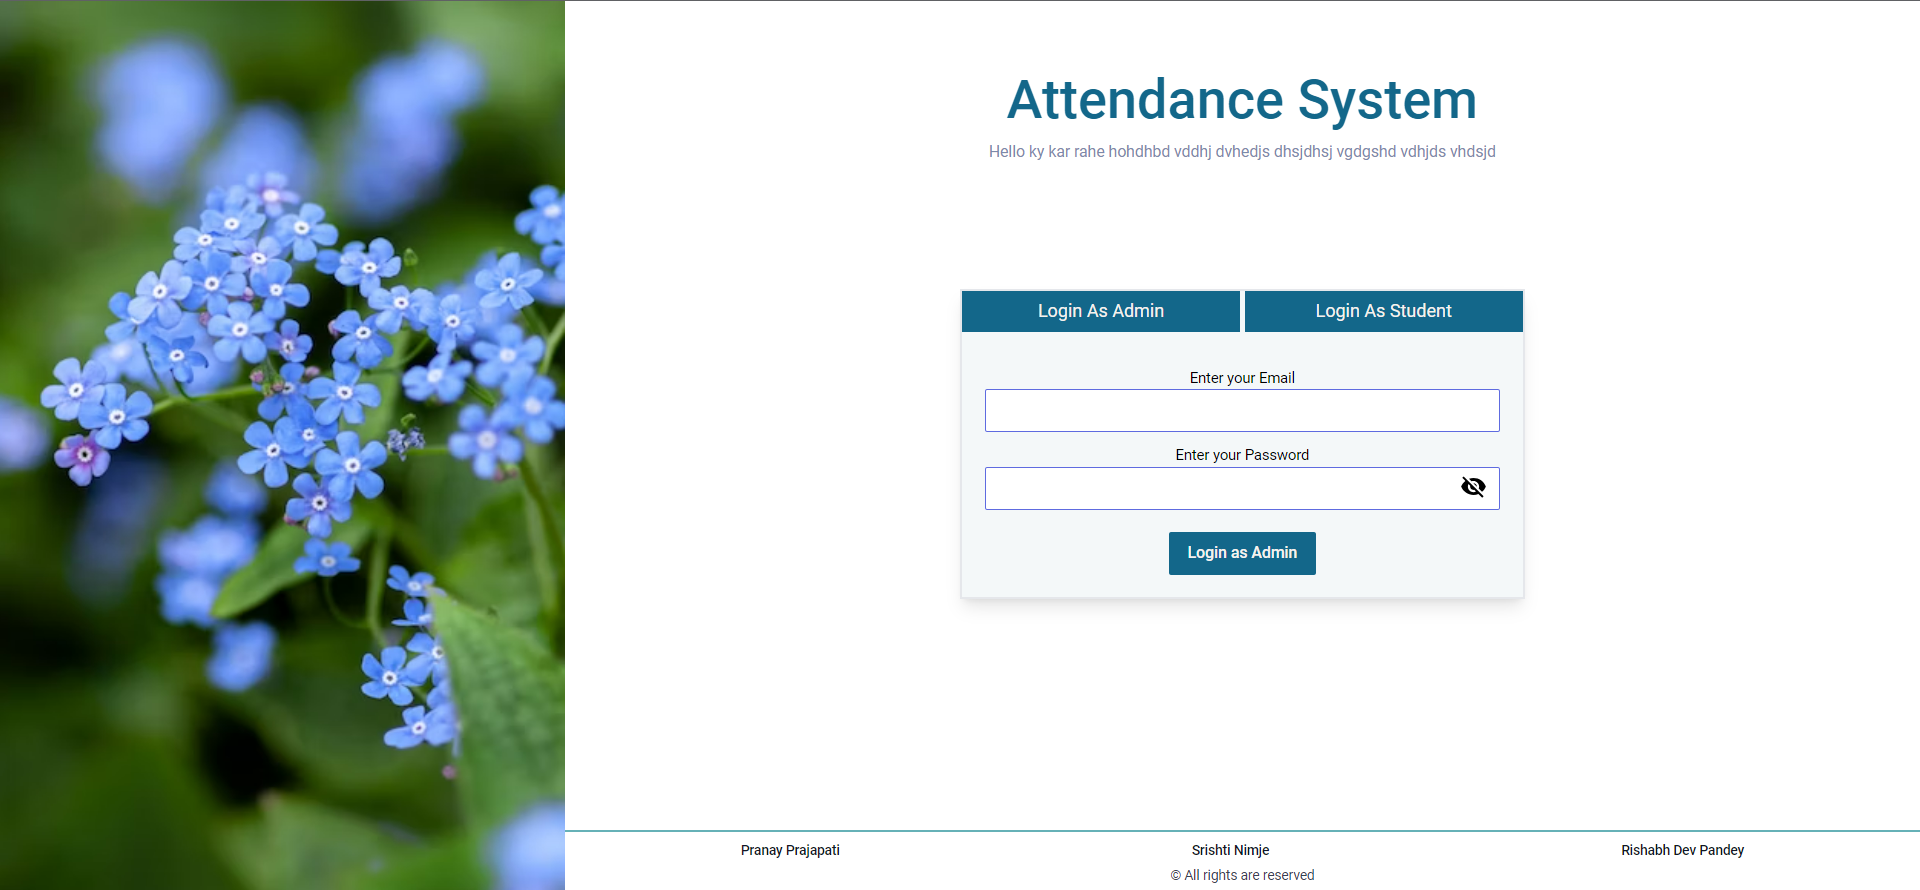 Attendance System
Hello ky kar rahe hohdhbd vddhj dvhedjs dhsjdhsj vgdgshd vdhjds vhdsjd
Login As Admin
Login As Student
Enter your Email
Enter your Password
Login as Admin
Pranay Prajapati
Srishti Nimje
Rishabh Dev Pandey
© All rights are reserved